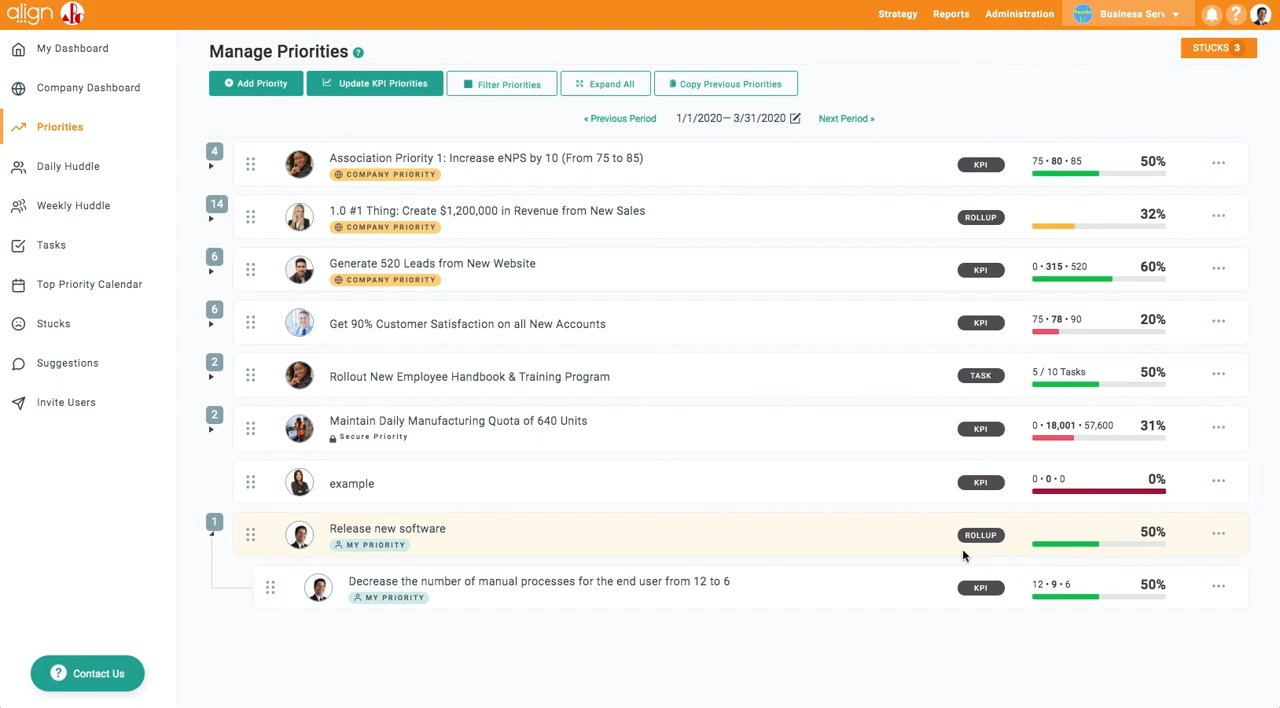 align ABC
Strategy Reports Administration Business Serv
My Dashboard
Company Dashboard
Priorities
Daily Huddle
Weekly Huddle
Tasks
Top Priority Calendar
Stucks
Suggestions
Invite Users
? Contact Us
Manage Priorities ?
STUCKS 3
Add Priority Update KPI Priorities Filter Priorities Expand All Copy Previous Priorities
« Previous Period 1/1/2020— 3/31/2020 Next Period »
4 Association Priority 1: Increase eNPS by 10 (From 75 to 85) KPI 75 • 80 • 85 50%
COMPANY PRIORITY
14 1.0 #1 Thing: Create $1,200,000 in Revenue from New Sales ROLLUP 32%
COMPANY PRIORITY
6 Generate 520 Leads from New Website KPI 0 • 315 • 520 60%
COMPANY PRIORITY
6 Get 90% Customer Satisfaction on all New Accounts KPI 75 • 78 • 90 20%
2 Rollout New Employee Handbook & Training Program TASK 5 / 10 Tasks 50%
2 Maintain Daily Manufacturing Quota of 640 Units KPI 0 • 18,001 • 57,600 31%
Secure Priority
example KPI 0 • 0 • 0 0%
1 Release new software ROLLUP 50%
MY PRIORITY
Decrease the number of manual processes for the end user from 12 to 6 KPI 12 • 9 • 6 50%
MY PRIORITY